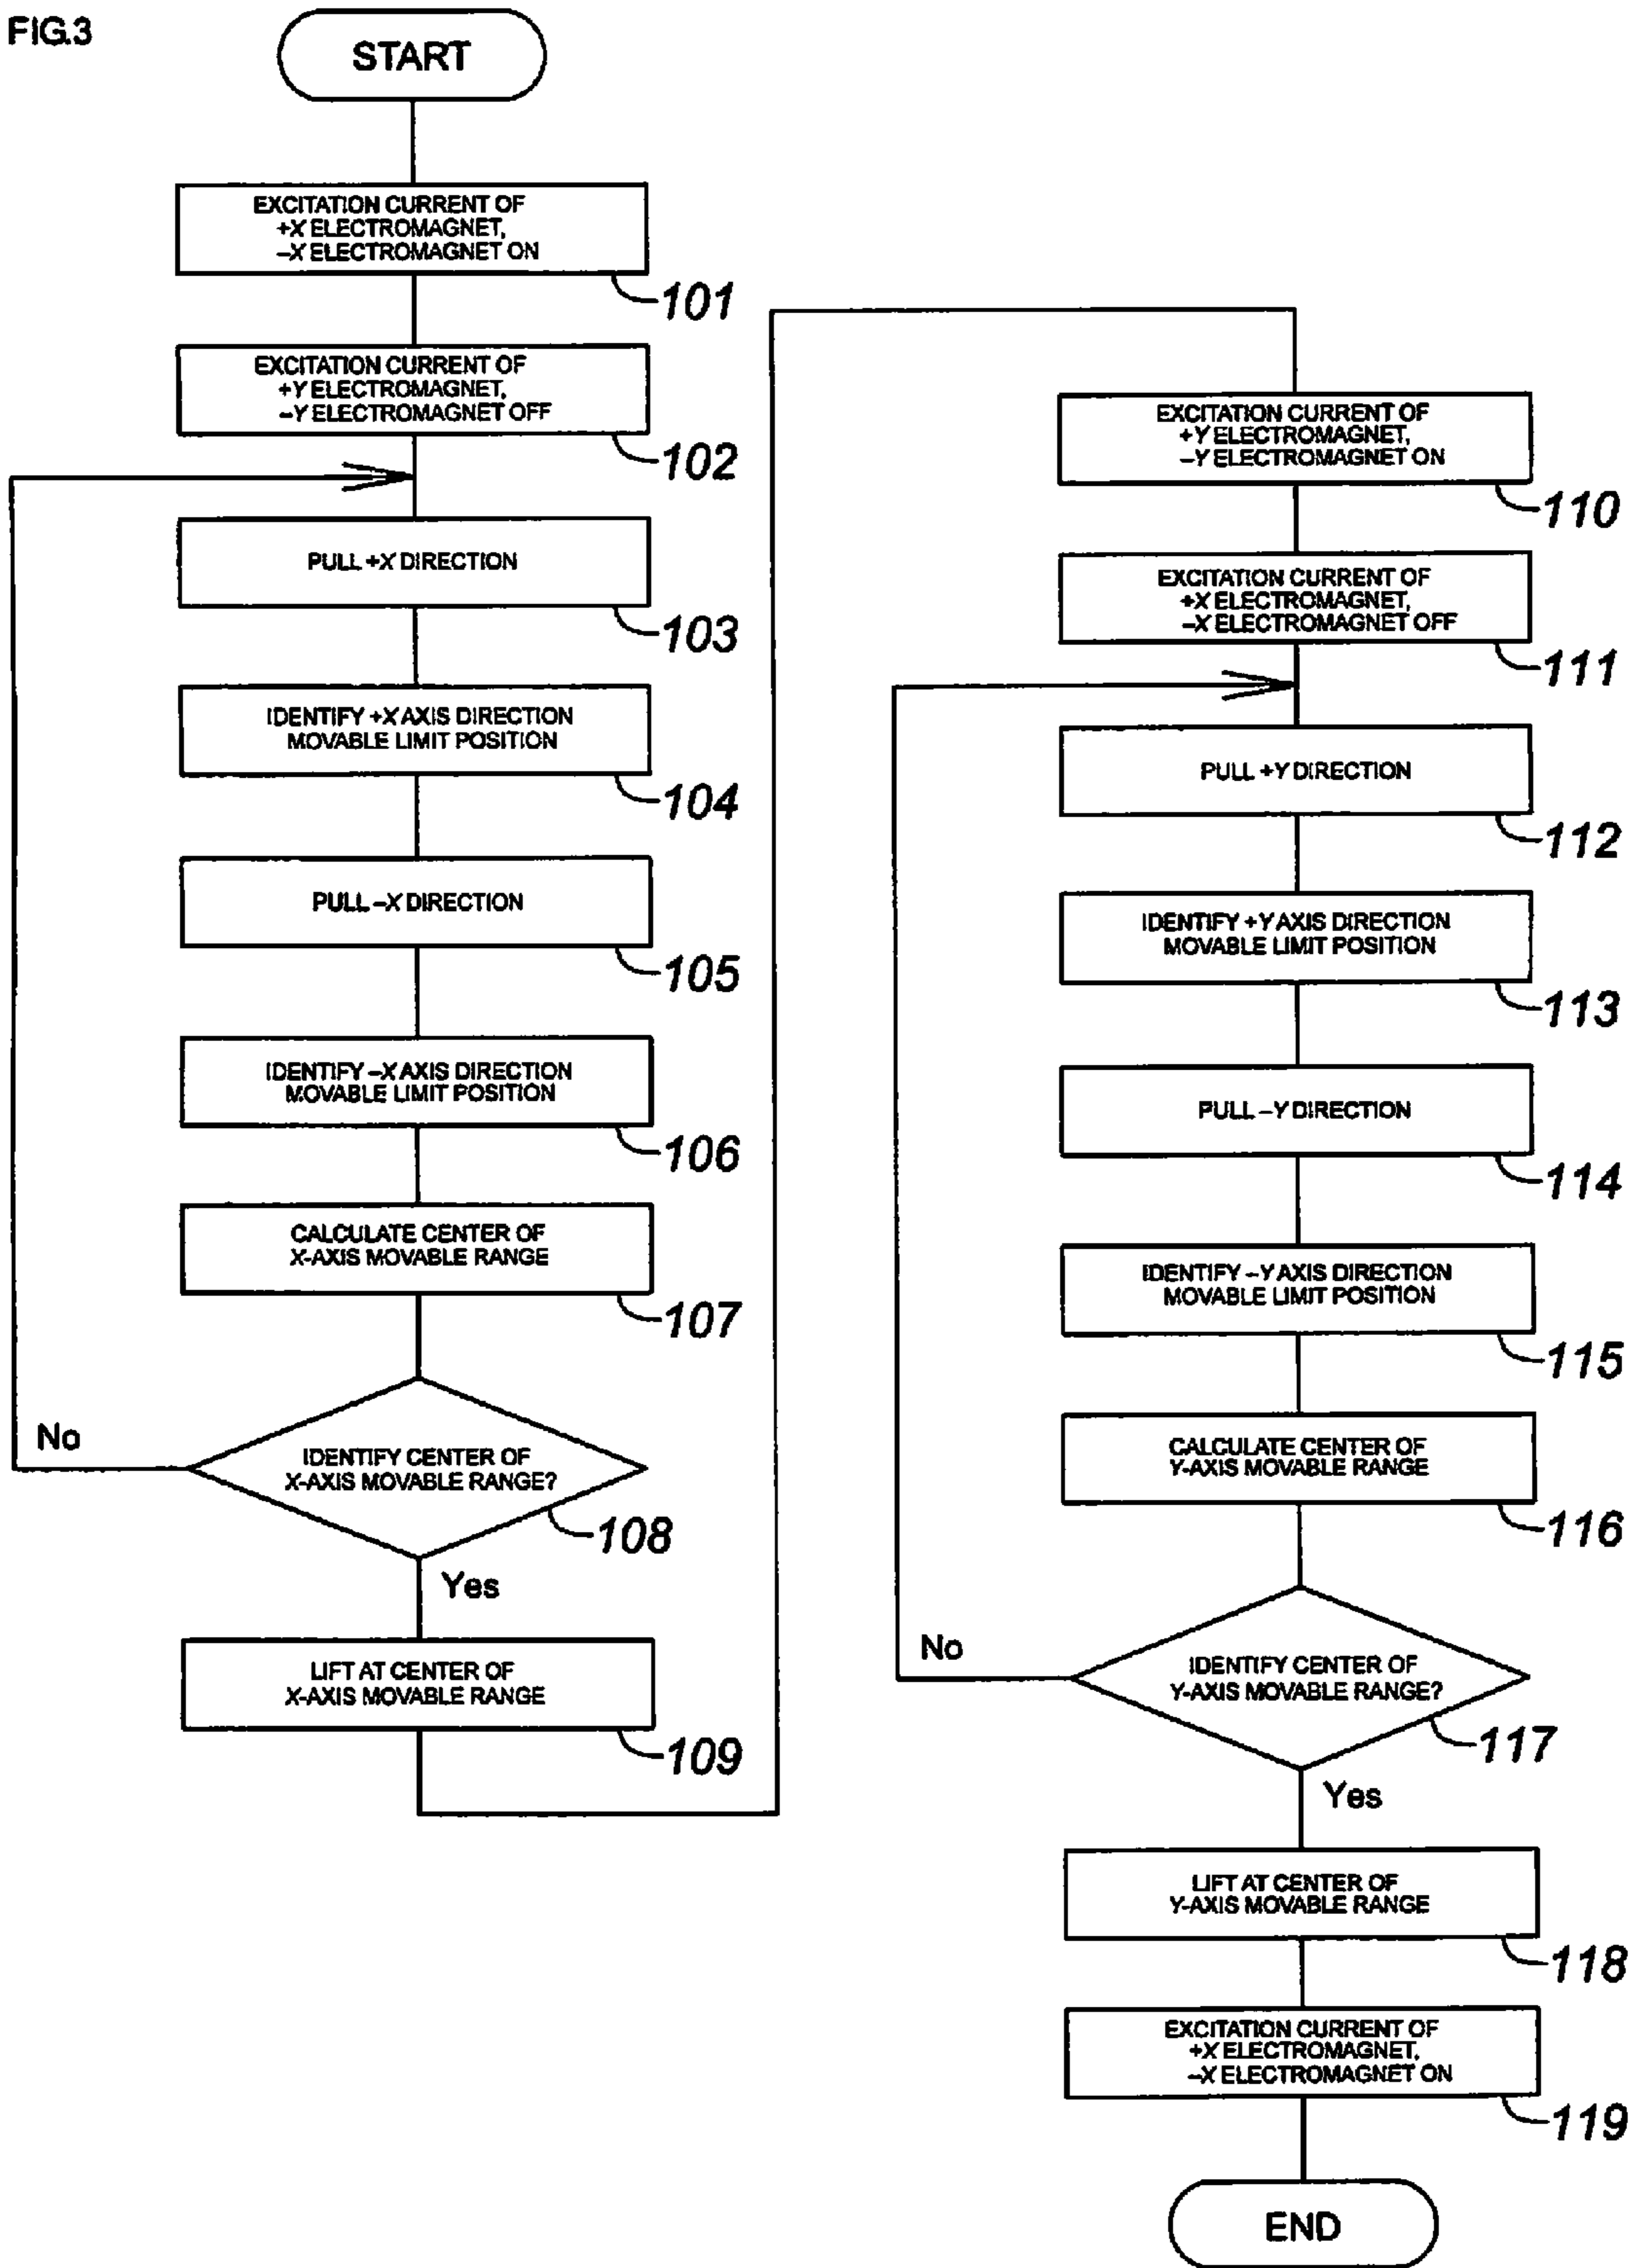 FIG.3
START
EXCITATION CURRENT OF
+X ELECTROMAGNET,
–X ELECTROMAGNET ON
101
EXCITATION CURRENT OF
+Y ELECTROMAGNET,
–Y ELECTROMAGNET OFF
102
PULL +X DIRECTION
103
IDENTIFY +X AXIS DIRECTION
MOVABLE LIMIT POSITION
104
PULL –X DIRECTION
105
IDENTIFY –X AXIS DIRECTION
MOVABLE LIMIT POSITION
106
CALCULATE CENTER OF
X-AXIS MOVABLE RANGE
107
No
IDENTIFY CENTER OF
X-AXIS MOVABLE RANGE?
108
Yes
LIFT AT CENTER OF
X-AXIS MOVABLE RANGE
109
EXCITATION CURRENT OF
+Y ELECTROMAGNET,
–Y ELECTROMAGNET ON
110
EXCITATION CURRENT OF
+X ELECTROMAGNET,
–X ELECTROMAGNET OFF
111
PULL +Y DIRECTION
112
IDENTIFY +Y AXIS DIRECTION
MOVABLE LIMIT POSITION
113
PULL –Y DIRECTION
114
IDENTIFY –Y AXIS DIRECTION
MOVABLE LIMIT POSITION
115
CALCULATE CENTER OF
Y-AXIS MOVABLE RANGE
116
No
IDENTIFY CENTER OF
Y-AXIS MOVABLE RANGE?
117
Yes
LIFT AT CENTER OF
Y-AXIS MOVABLE RANGE
118
EXCITATION CURRENT OF
+X ELECTROMAGNET,
–X ELECTROMAGNET ON
119
END